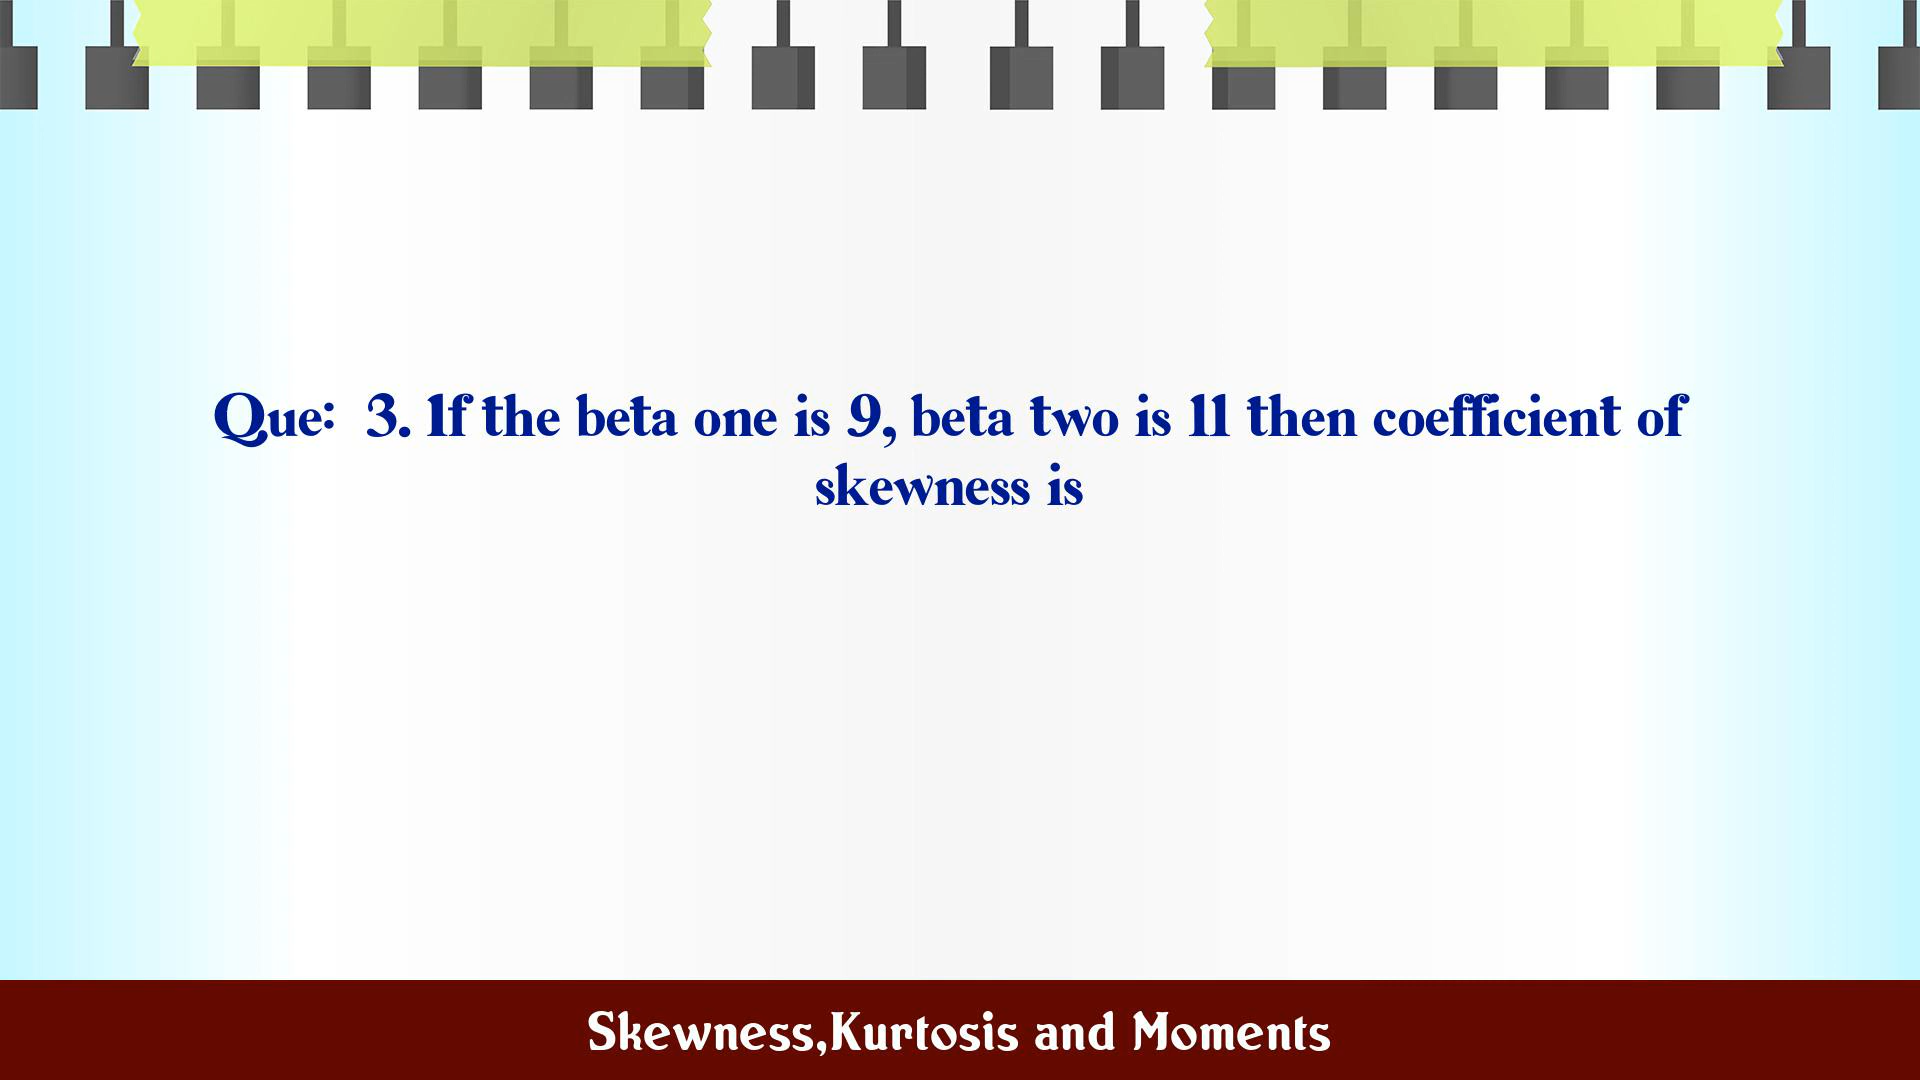 Que:  3. If the beta one is 9, beta two is 11 then coefficient of
skewness is
Skewness,Kurtosis and Moments